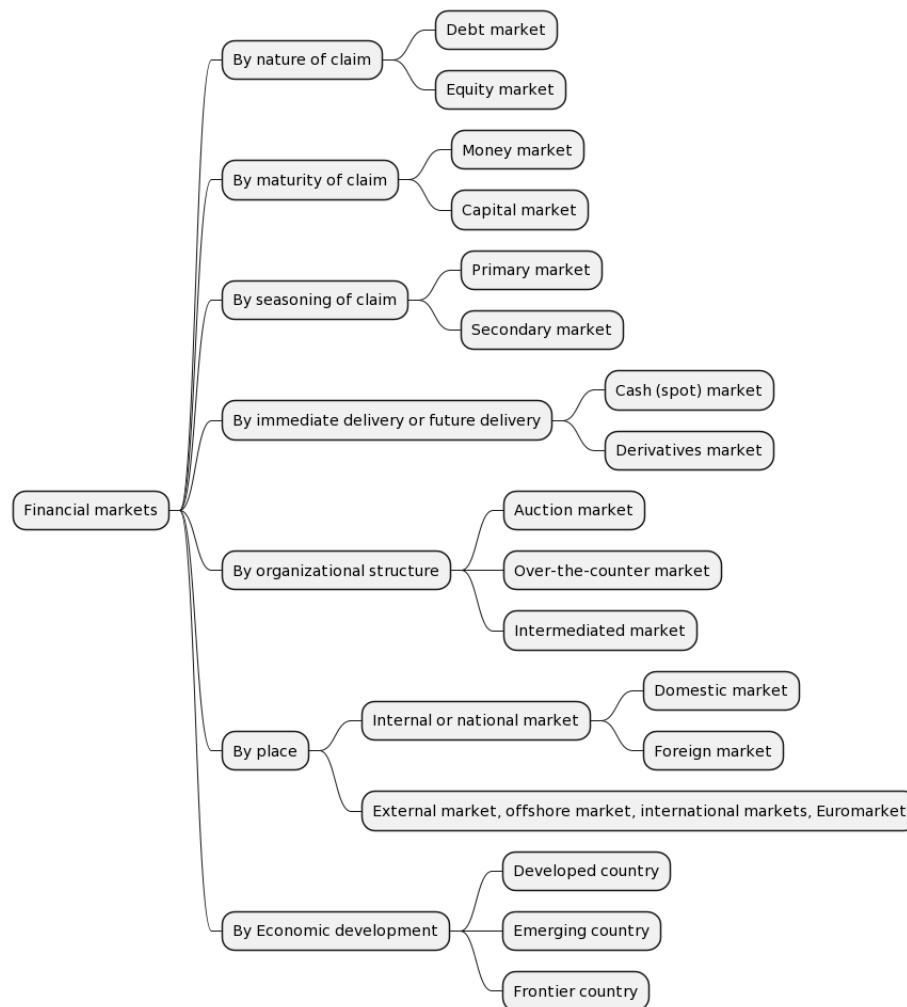 Financial markets
By nature of claim
Debt market
Equity market
By maturity of claim
Money market
Capital market
By seasoning of claim
Primary market
Secondary market
By immediate delivery or future delivery
Cash (spot) market
Derivatives market
By organizational structure
Auction market
Over-the-counter market
Intermediated market
By place
Internal or national market
Domestic market
Foreign market
External market, offshore market, international markets, Euromarket
By Economic development
Developed country
Emerging country
Frontier country